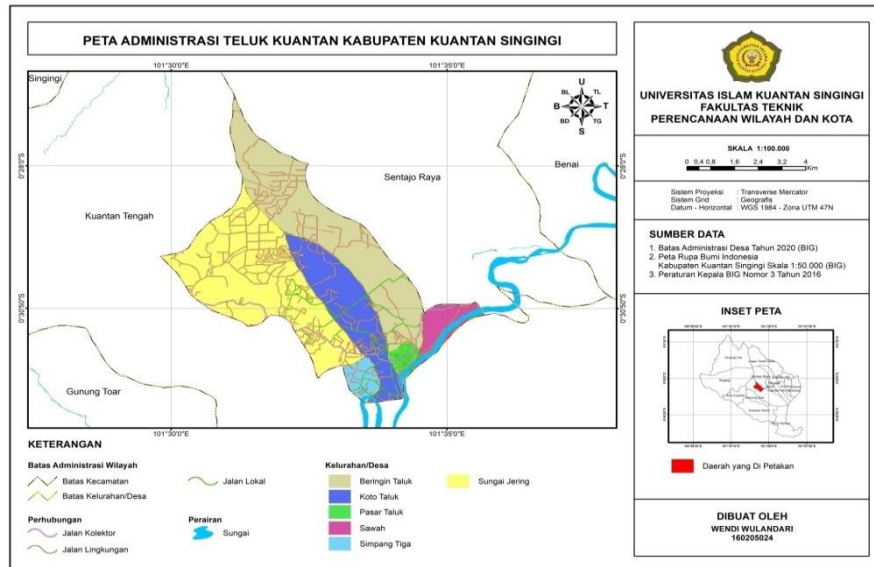 PETA ADMINISTRASI TELUK KUANTAN KABUPATEN KUANTAN SINGINGI
101°30'0"E
101°35'0"E
Singingi
U
BL
TL
B
T
BD
TG
S
0°28'0"S
0°28'0"S
Benai
Sentajo Raya
Kuantan Tengah
0°30'50"S
0°30'50"S
Gunung Toar
101°30'0"E
101°35'0"E
KETERANGAN
Batas Administrasi Wilayah
Batas Kecamatan
Batas Kelurahan/Desa
Perhubungan
Jalan Kolektor
Jalan Lingkungan
Jalan Lokal
Perairan
Sungai
Kelurahan/Desa
Beringin Taluk
Koto Taluk
Pasar Taluk
Sawah
Simpang Tiga
Sungai Jering
UNIVERSITAS ISLAM KUANTAN SINGINGI
FAKULTAS TEKNIK
PERENCANAAN WILAYAH DAN KOTA
SKALA 1:100.000
0 0,4 0,8 1,6 2,4 3,2 4
Km
Sistem Proyeksi : Transverse Mercator
Sistem Grid : Geografis
Datum - Horizontal : WGS 1984 - Zona UTM 47N
SUMBER DATA
1. Batas Administrasi Desa Tahun 2020 (BIG)
2. Peta Rupa Bumi Indonesia
Kabupaten Kuantan Singingi Skala 1:50.000 (BIG)
3. Peraturan Kepala BIG Nomor 3 Tahun 2016
INSET PETA
Daerah yang Di Petakan
DIBUAT OLEH
WENDI WULANDARI
160205024